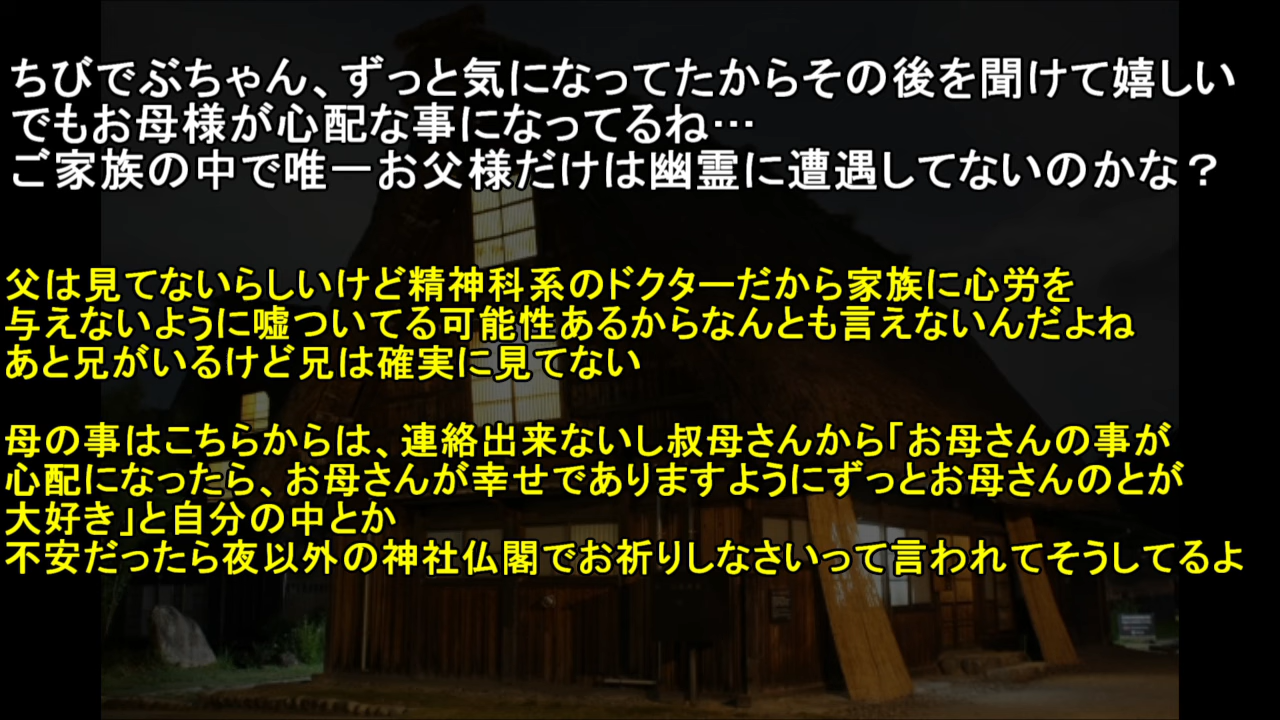 ちびでぶちゃん、ずっと気になってたからその後を聞けて嬉しい
でもお母様が心配な事になってるね…
ご家族の中で唯一お父様だけは幽霊に遭遇してないのかな？
父は見てないらしいけど精神科系のドクターだから家族に心労を
与えないように嘘ついてる可能性あるからなんとも言えないんだよね
あと兄がいるけど兄は確実に見てない
母の事はこちらからは、連絡出来ないし叔母さんから「お母さんの事が
心配になったら、お母さんが幸せでありますようにずっとお母さんのとが
大好き」と自分の中とか
不安だったら夜以外の神社仏閣でお祈りしなさいって言われてそうしてるよ